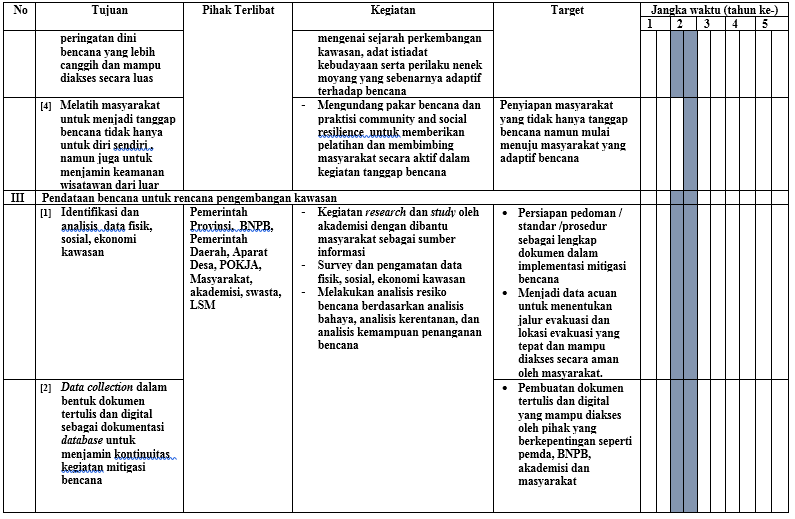 No Tujuan Pihak Terlibat Kegiatan Target Jangka waktu (tahun ke-)
1 2 3 4 5
peringatan dini
bencana yang lebih
canggih dan mampu
diakses secara luas
mengenai sejarah perkembangan
kawasan, adat istiadat
kebudayaan serta perilaku nenek
moyang yang sebenarnya adaptif
terhadap bencana
[4] Melatih masyarakat
untuk menjadi tanggap
bencana tidak hanya
untuk diri sendiri ,
namun juga untuk
menjamin keamanan
wisatawan dari luar
- Mengundang pakar bencana dan
praktisi community and social
resilience untuk memberikan
pelatihan dan membimbing
masyarakat secara aktif dalam
kegiatan tanggap bencana
Penyiapan masyarakat
yang tidak hanya tanggap
bencana namun mulai
menuju masyarakat yang
adaptif bencana
III Pendataan bencana untuk rencana pengembangan kawasan
[1] Identifikasi dan
analisis data fisik,
sosial, ekonomi
kawasan
Pemerintah
Provinsi, BNPB,
Pemerintah
Daerah, Aparat
Desa, POKJA,
Masyarakat,
akademisi, swasta,
LSM
- Kegiatan research dan study oleh
akademisi dengan dibantu
masyarakat sebagai sumber
informasi
- Survey dan pengamatan data
fisik, sosial, ekonomi kawasan
- Melakukan analisis resiko
bencana berdasarkan analisis
bahaya, analisis kerentanan, dan
analisis kemampuan penanganan
bencana
• Persiapan pedoman /
standar /prosedur
sebagai lengkap
dokumen dalam
implementasi mitigasi
bencana
• Menjadi data acuan
untuk menentukan
jalur evakuasi dan
lokasi evakuasi yang
tepat dan mampu
diakses secara aman
oleh masyarakat.
[2] Data collection dalam
bentuk dokumen
tertulis dan digital
sebagai dokumentasi
database untuk
menjamin kontinuitas
kegiatan mitigasi
bencana
• Pembuatan dokumen
tertulis dan digital
yang mampu diakses
oleh pihak yang
berkepentingan seperti
pemda, BNPB,
akademisi dan
masyarakat